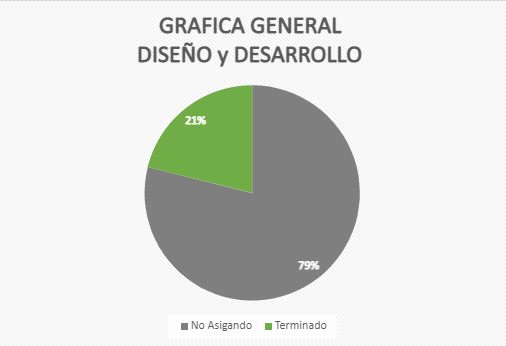 GRAFICA GENERAL
DISEÑO y DESARROLLO
21%
79%
No Asigando
Terminado